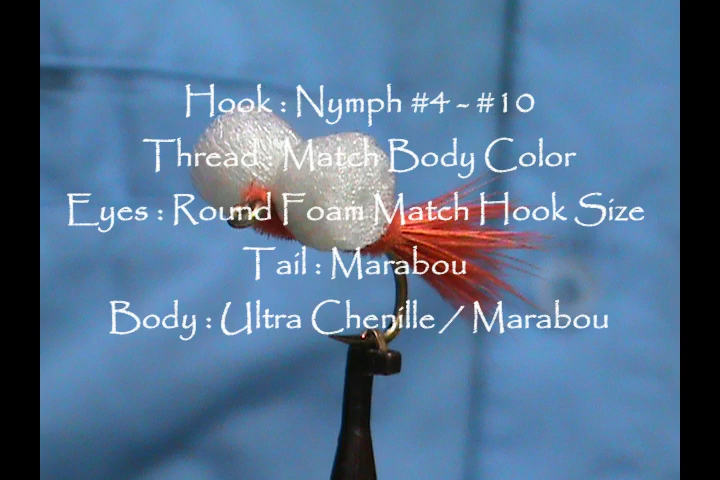 Hook : Nymph #4 - #10
Thread : Match Body Color
Eyes : Round Foam Match Hook Size
Tail : Marabou
Body : Ultra Chenille / Marabou